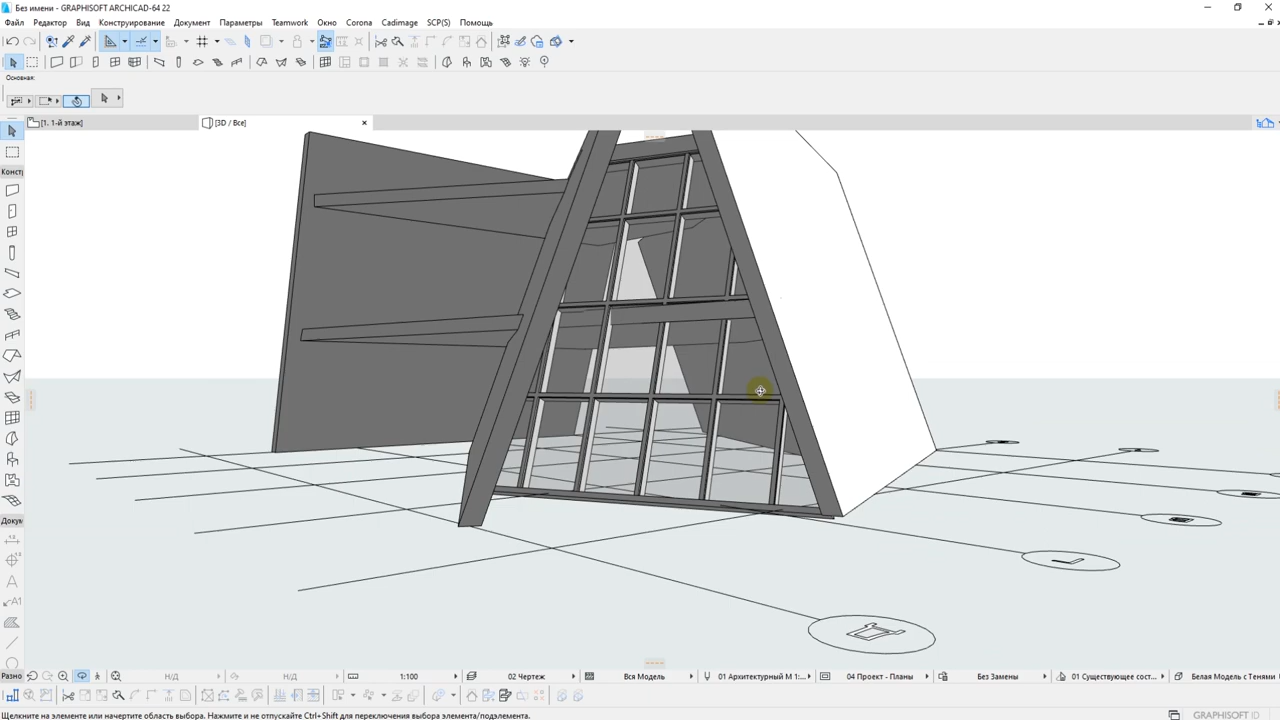 Без имени - GRAPHISOFT ARCHICAD-64 22
Файл Редактор Вид Конструирование Документ Параметры Teamwork Окно Corona Cadimage SCP(S) Помощь
Основная:
[1. 1-й этаж] [3D / Все]
Констр
Докум
A
A1
Г
Д
Разно Н/Д Н/Д 1:100 02 Чертеж Вся Модель 01 Архитектурный М 1:... 04 Проект - Планы Без Замены 01 Существующее сост... Белая Модель с Тенями
Щелкните на элементе или начертите область выбора. Нажмите и не отпускайте Ctrl+Shift для переключения выбора элемента/подэлемента.
GRAPHISOFT ID